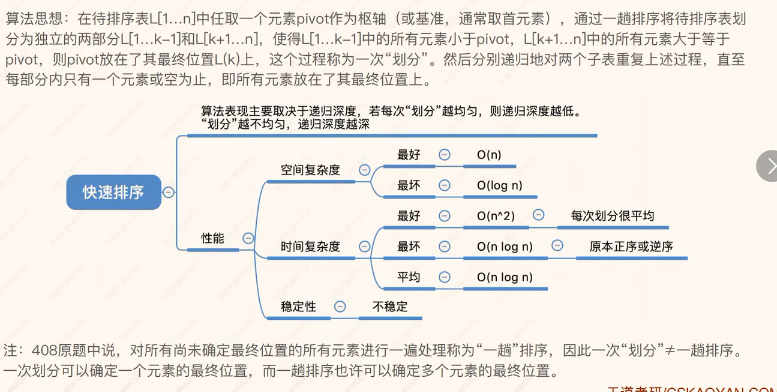 算法思想：在待排序表L[1…n]中任取一个元素pivot作为枢轴（或基准，通常取首元素），通过一趟排序将待排序表划
分为独立的两部分L[1…k-1]和L[k+1…n]，使得L[1…k-1]中的所有元素小于pivot，L[k+1…n]中的所有元素大于等于
pivot，则pivot放在了其最终位置L(k)上，这个过程称为一次“划分”。然后分别递归地对两个子表重复上述过程，直至
每部分内只有一个元素或空为止，即所有元素放在了其最终位置上。
算法表现主要取决于递归深度，若每次“划分”越均匀，则递归深度越低。
“划分”越不均匀，递归深度越深
快速排序
性能
空间复杂度
最好
O(n)
最坏
O(log n)
时间复杂度
最好
O(n^2)
每次划分很平均
最坏
O(n log n)
原本正序或逆序
平均
O(n log n)
稳定性
不稳定
注：408原题中说，对所有尚未确定最终位置的所有元素进行一遍处理称为“一趟”排序，因此一次“划分”≠一趟排序。
一次划分可以确定一个元素的最终位置，而一趟排序也许可以确定多个元素的最终位置。
王道考研/CSKAOYAN.COM